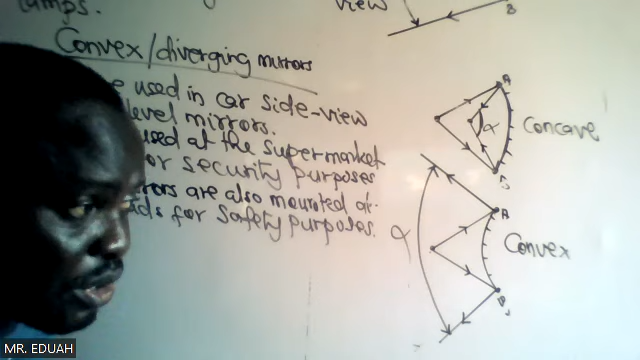 lamps.
view
B
Convex/diverging mirrors
used in car side-view
level mirrors.
used at the supermarket
or security purposes
rors are also mounted at
ads for safety purposes.
A
α
Concave
B
A
α
Convex
B
MR. EDUAH